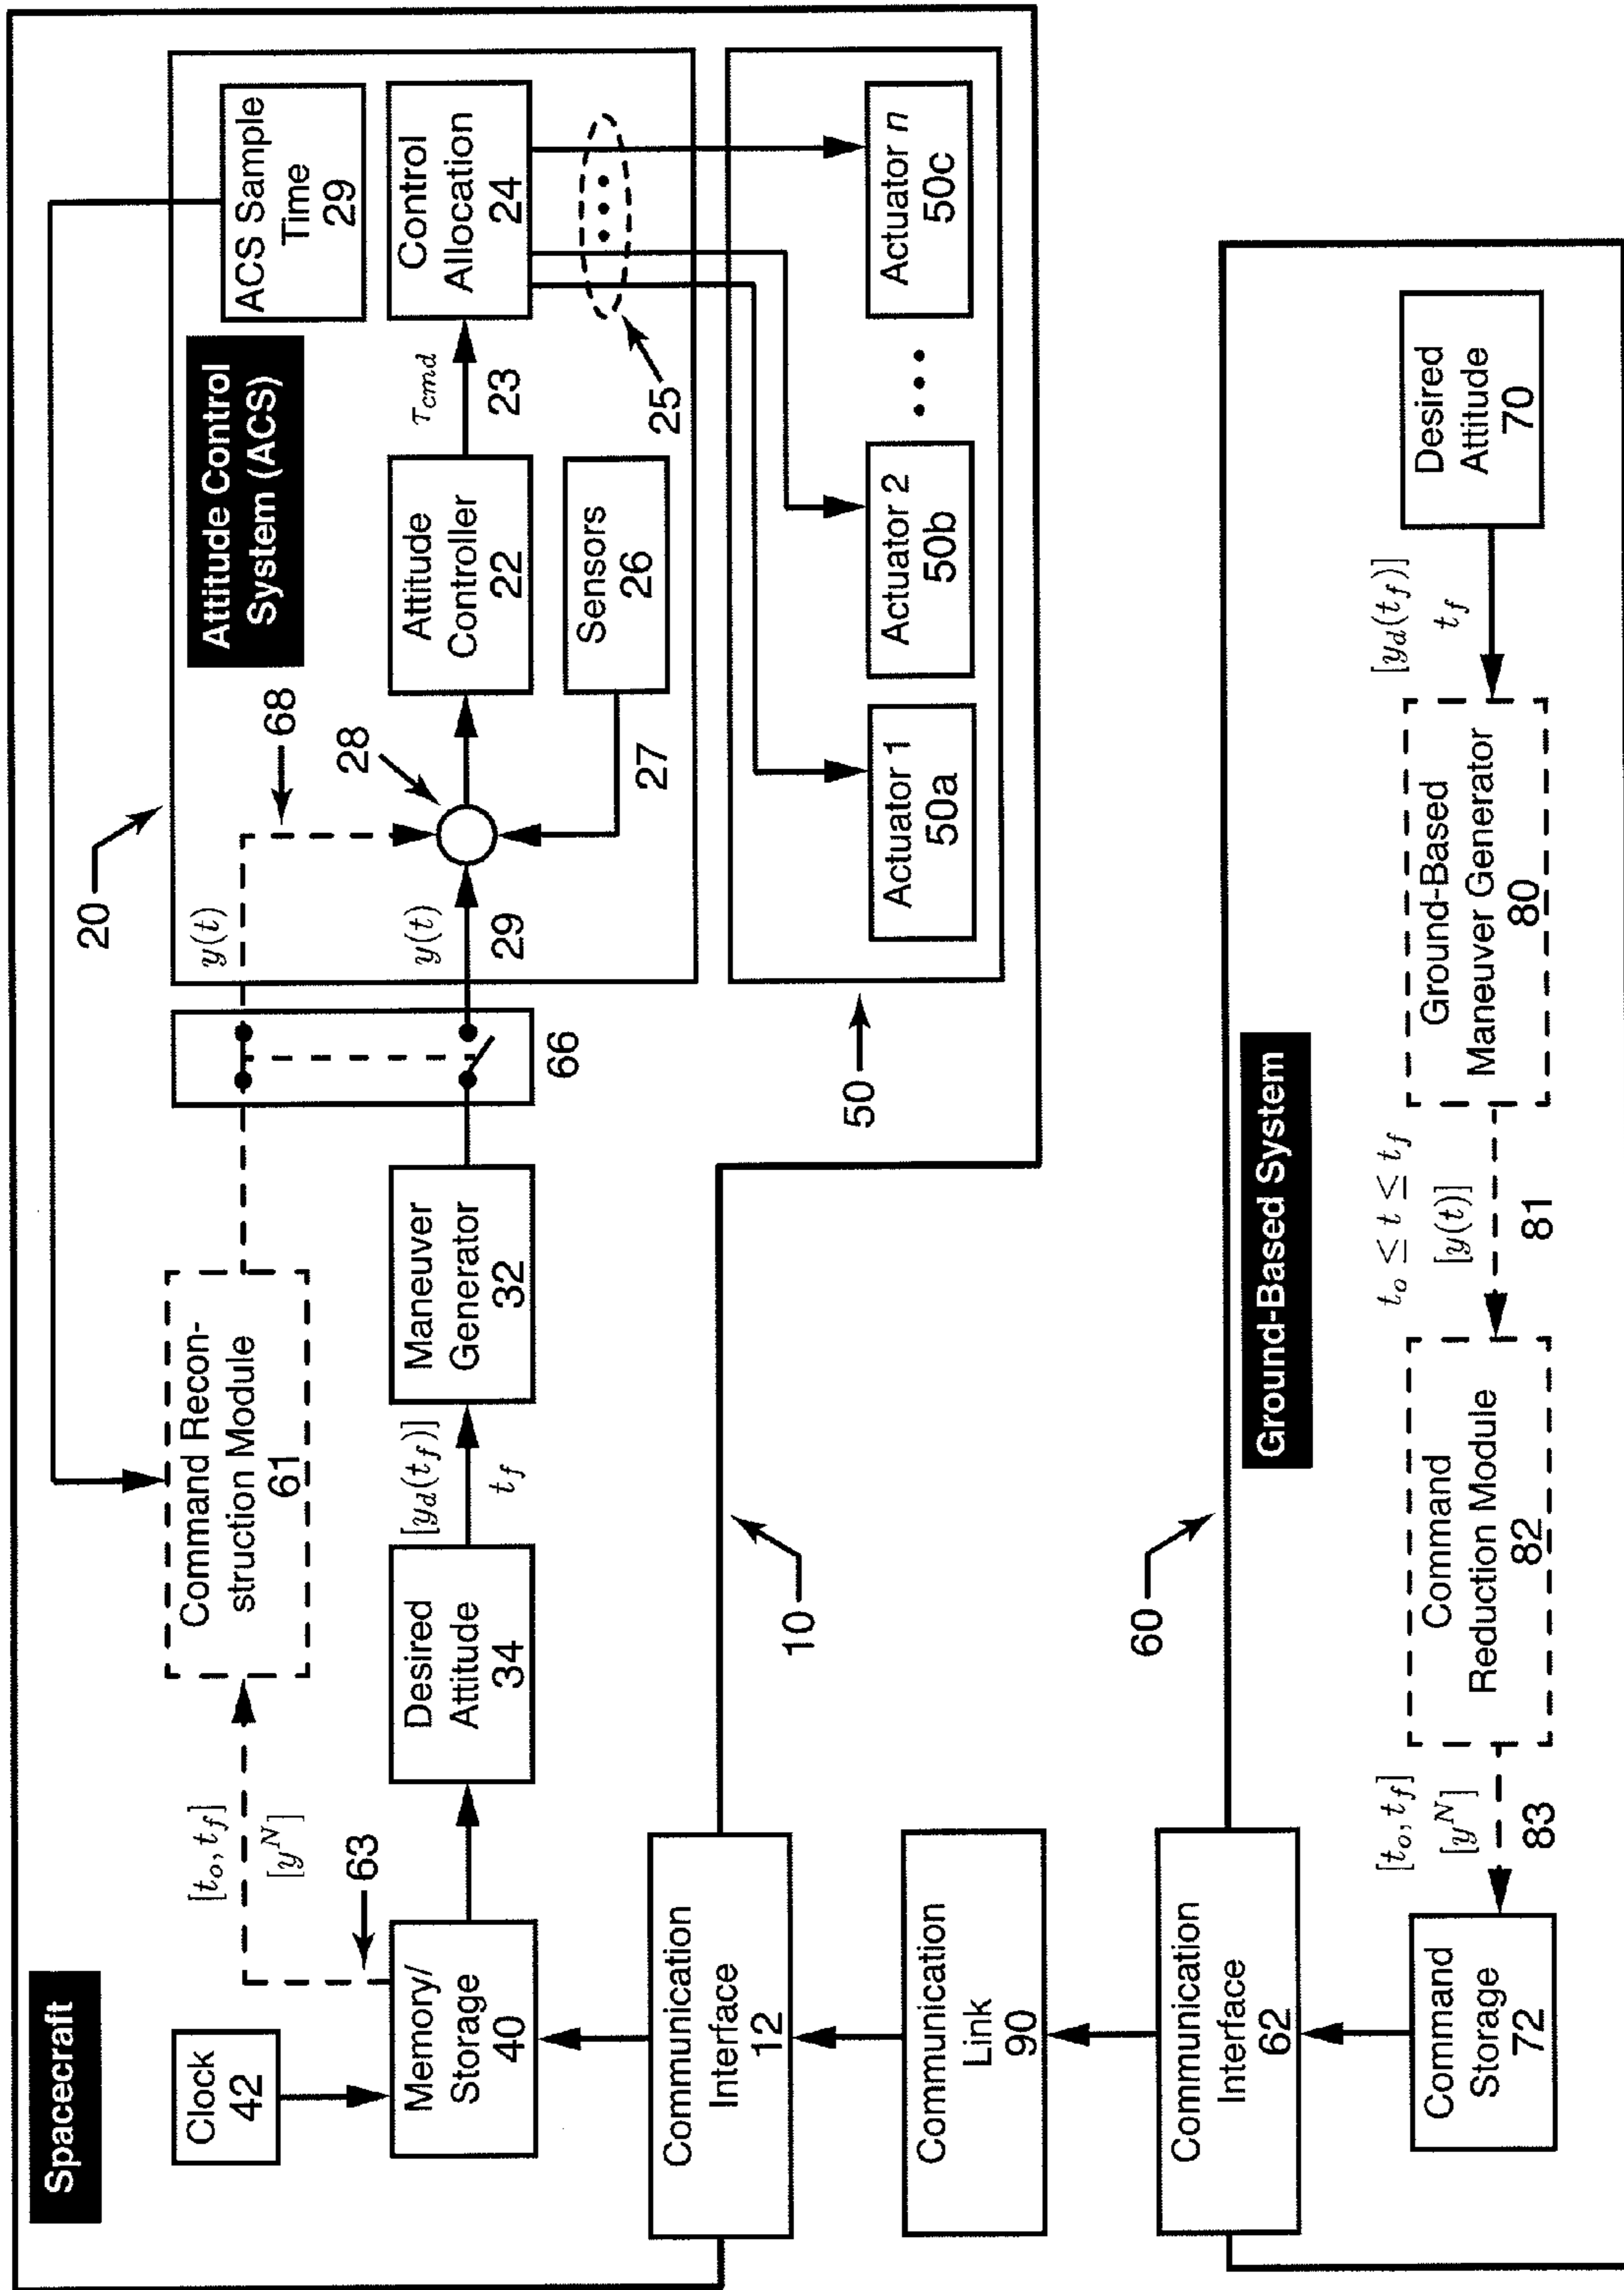 Spacecraft
Clock
42
Memory/
Storage
40
[t_o, t_f]
[y^N]
63
Command Recon-
struction Module
61
Desired
Attitude
34
[y_d(t_f)]
t_f
Maneuver
Generator
32
66
20
y(t)
y(t)
29
68
28
Attitude Control
System (ACS)
ACS Sample
Time
29
Attitude
Controller
22
τ_cmd
23
Control
Allocation
24
25
Sensors
26
27
50
Actuator 1
50a
Actuator 2
50b
•••
Actuator n
50c
10
Communication
Interface
12
Communication
Link
90
Communication
Interface
62
60
Ground-Based System
Command
Storage
72
[t_o, t_f]
[y^N]
83
Command
Reduction Module
82
t_o ≤ t ≤ t_f
[y(t)]
81
Ground-Based
Maneuver Generator
80
[y_d(t_f)]
t_f
Desired
Attitude
70